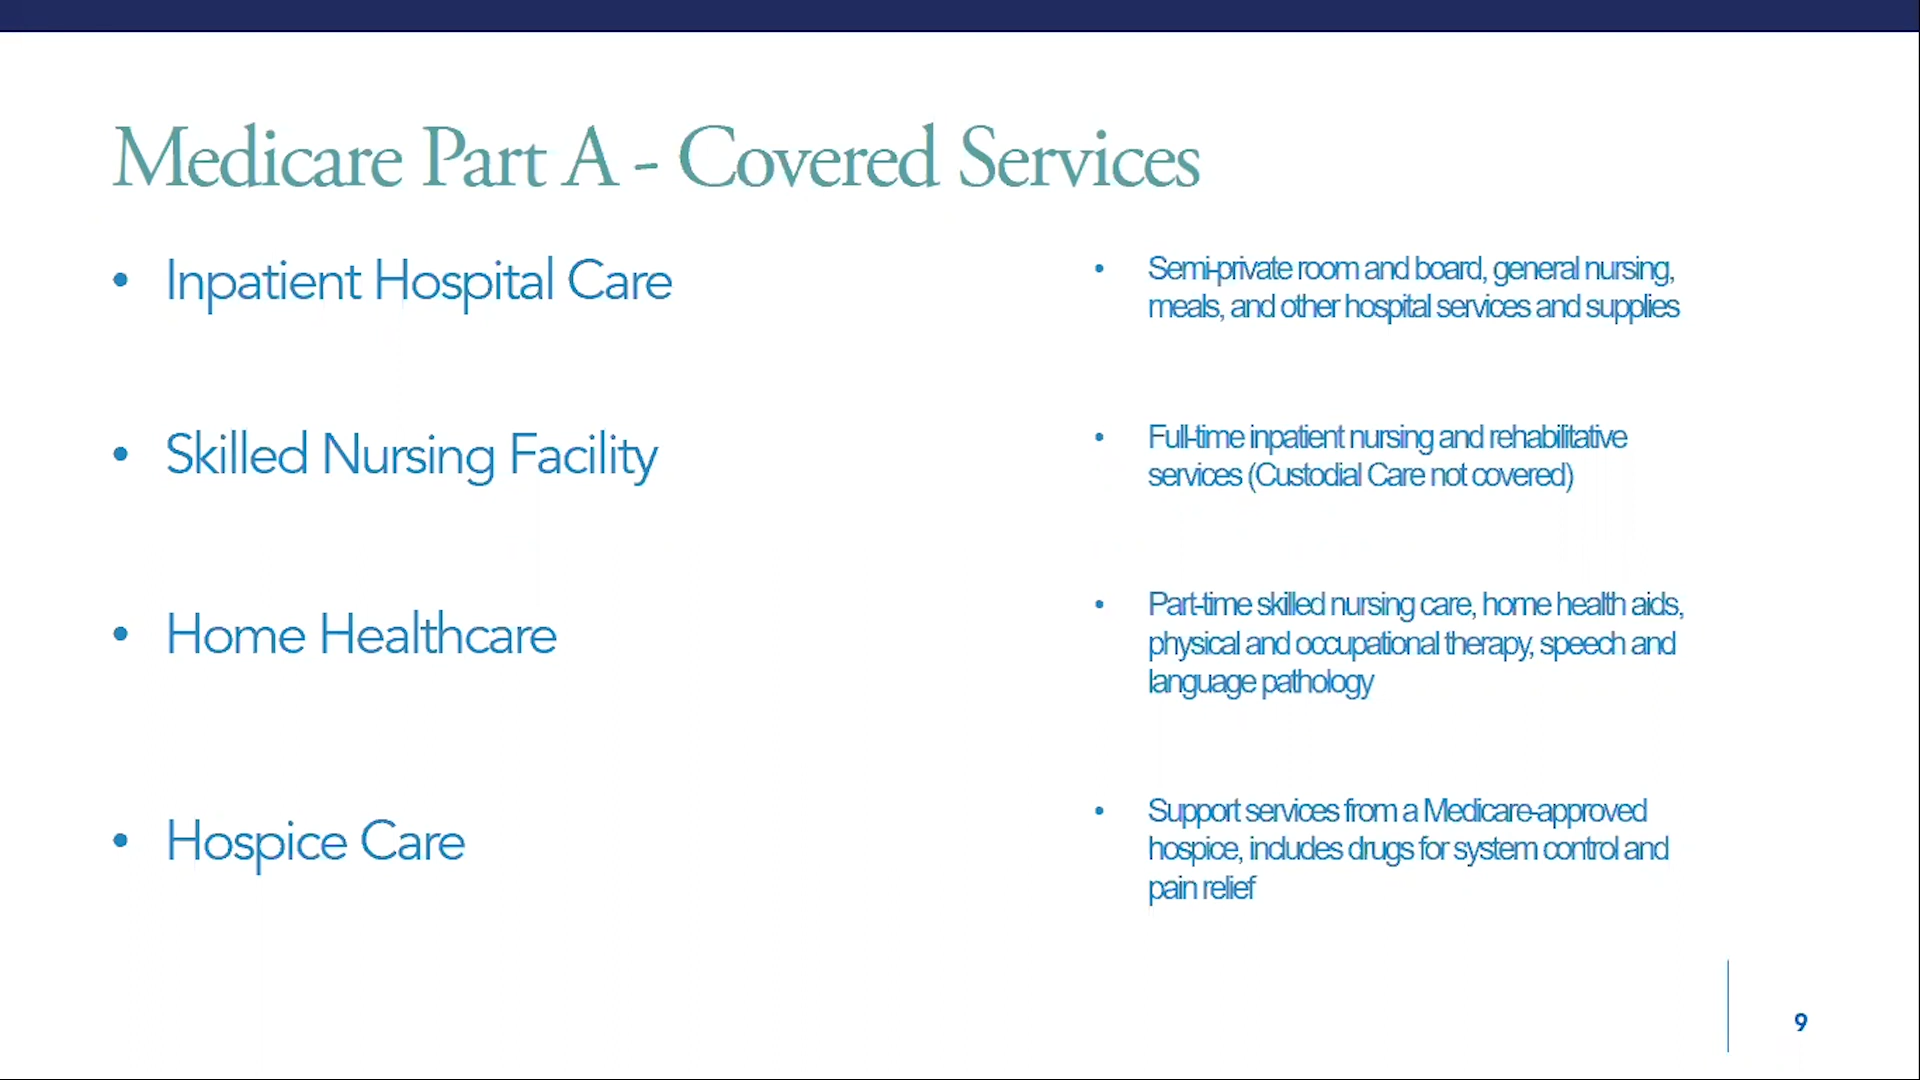 Medicare Part A - Covered Services
• Inpatient Hospital Care
• Semi-private room and board, general nursing,
meals, and other hospital services and supplies
• Skilled Nursing Facility
• Full-time inpatient nursing and rehabilitative
services (Custodial Care not covered)
• Home Healthcare
• Part-time skilled nursing care, home health aids,
physical and occupational therapy, speech and
language pathology
• Hospice Care
• Support services from a Medicare-approved
hospice, includes drugs for system control and
pain relief
9